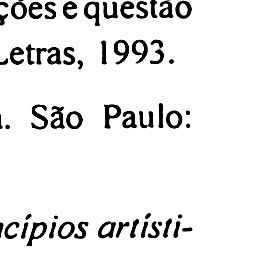 ções e questão
Letras, 1993.
. São Paulo:
ncípios artísti-